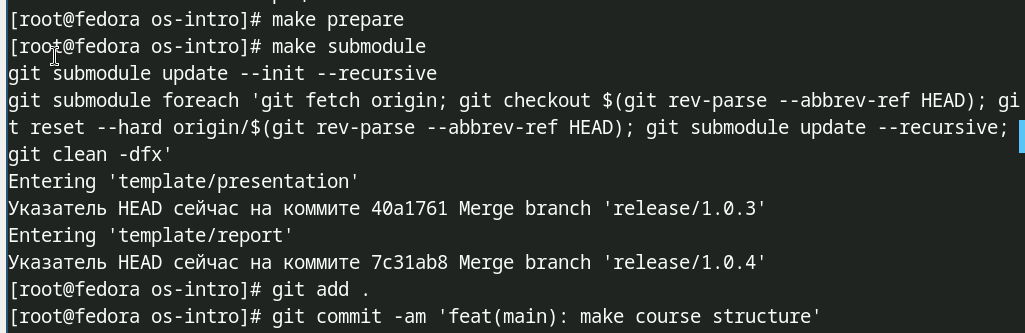 [root@fedora os-intro]# make prepare
[root@fedora os-intro]# make submodule
git submodule update --init --recursive
git submodule foreach 'git fetch origin; git checkout $(git rev-parse --abbrev-ref HEAD); gi
t reset --hard origin/$(git rev-parse --abbrev-ref HEAD); git submodule update --recursive;
git clean -dfx'
Entering 'template/presentation'
Указатель HEAD сейчас на коммите 40a1761 Merge branch 'release/1.0.3'
Entering 'template/report'
Указатель HEAD сейчас на коммите 7c31ab8 Merge branch 'release/1.0.4'
[root@fedora os-intro]# git add .
[root@fedora os-intro]# git commit -am 'feat(main): make course structure'